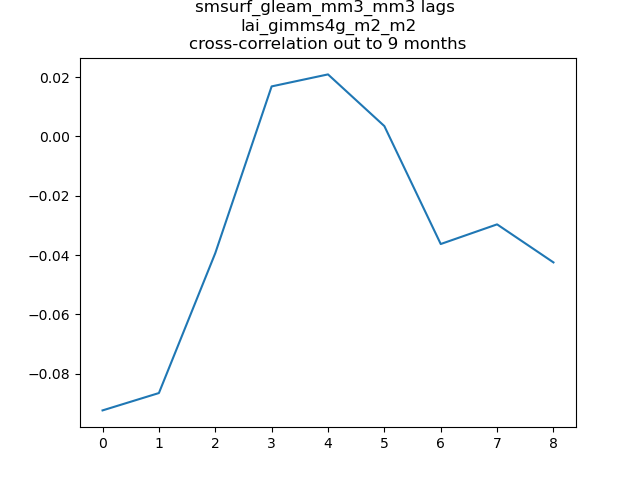 smsurf_gleam_mm3_mm3 lags
lai_gimms4g_m2_m2
cross-correlation out to 9 months
0.02
0.00
−0.02
−0.04
−0.06
−0.08
0 1 2 3 4 5 6 7 8